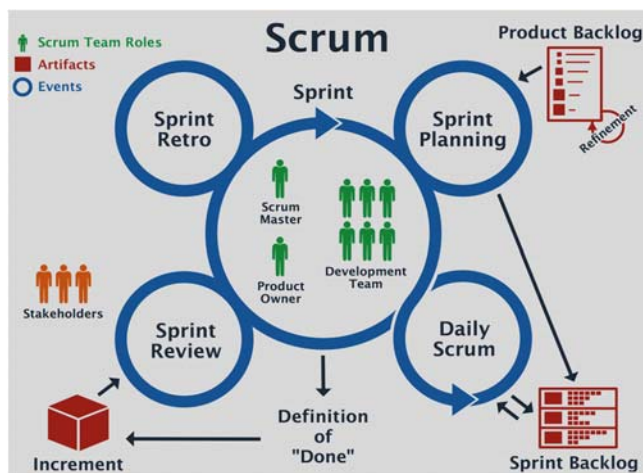 Scrum
Scrum Team Roles
Artifacts
Events
Product Backlog
Refinement
Sprint
Sprint
Retro
Sprint
Planning
Scrum
Master
Product
Owner
Development
Team
Stakeholders
Sprint
Review
Daily
Scrum
Definition
of
"Done"
Increment
Sprint Backlog